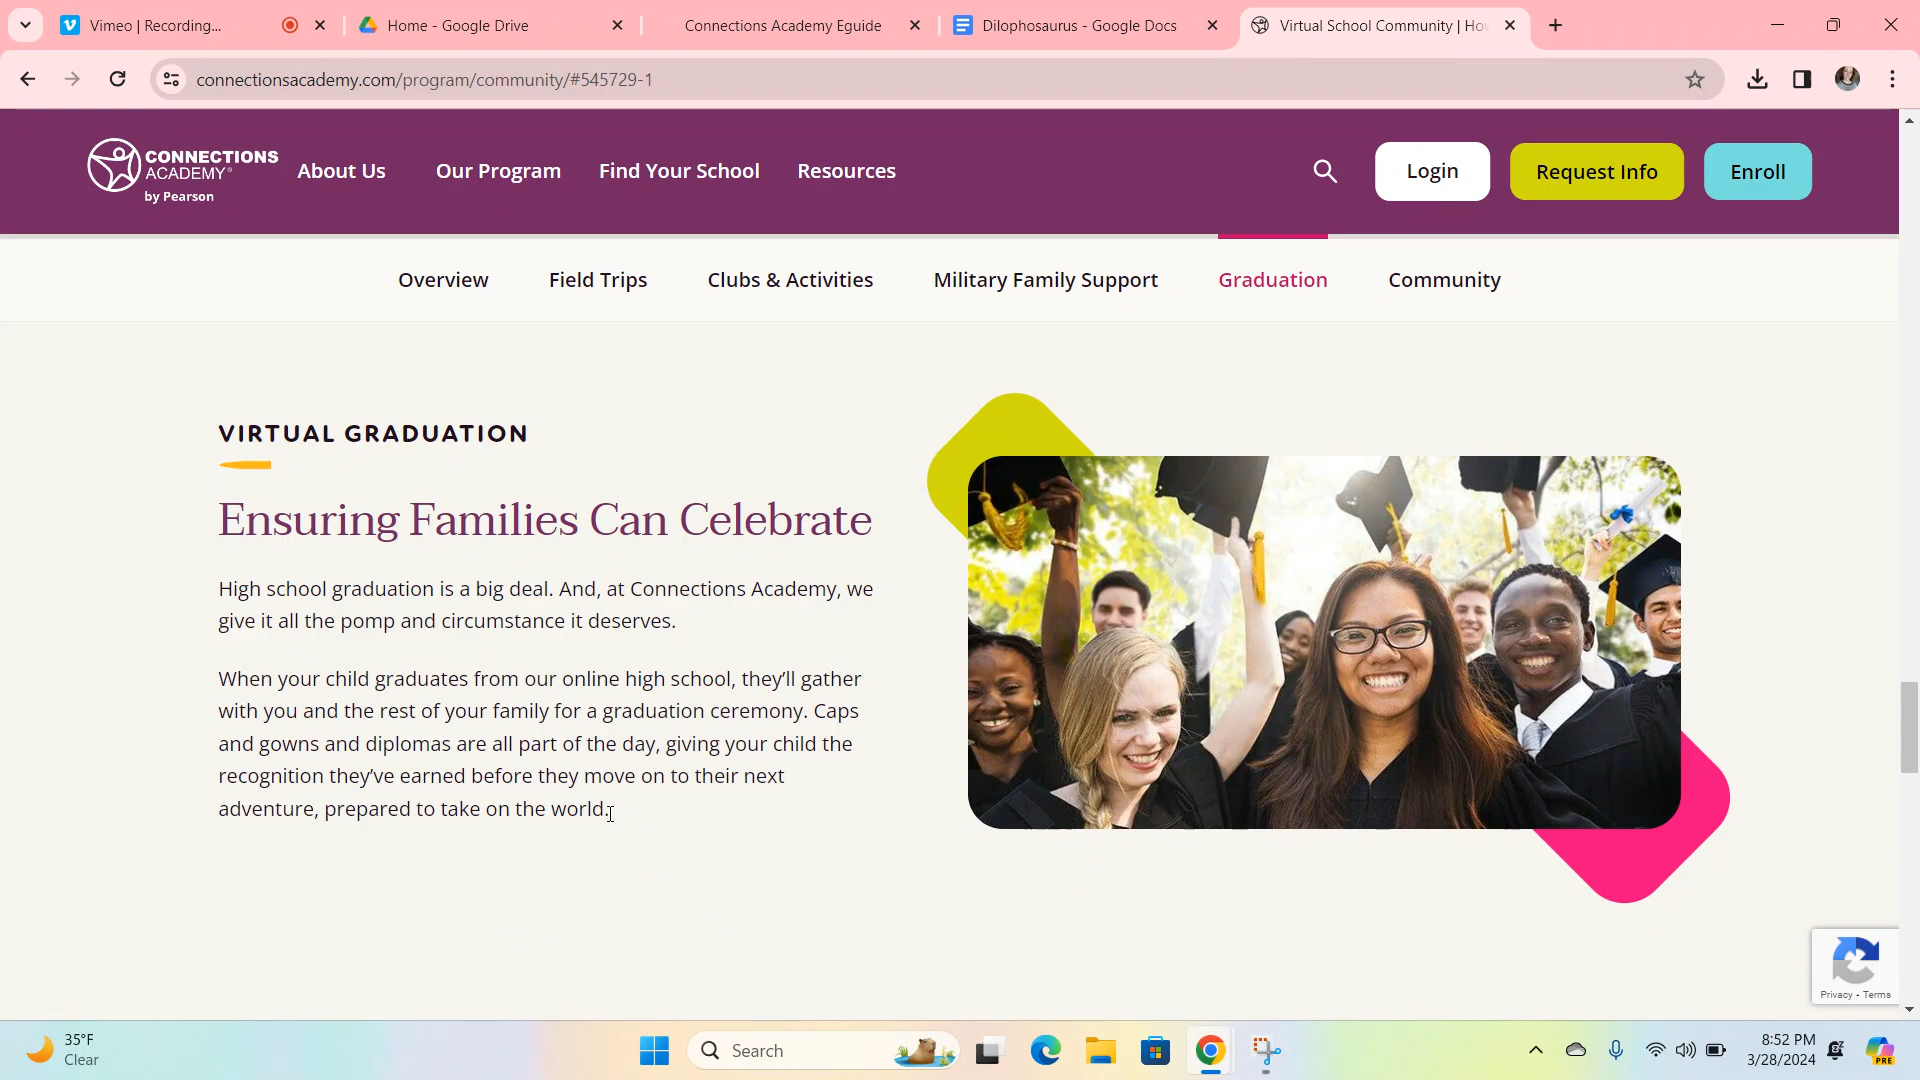 Vimeo | Recording...
Home - Google Drive
Connections Academy Eguide
Dilophosaurus - Google Docs
Virtual School Community | Ho
connectionsacademy.com/program/community/#545729-1
CONNECTIONS
ACADEMY®
by Pearson
About Us
Our Program
Find Your School
Resources
Login
Request Info
Enroll
Overview
Field Trips
Clubs & Activities
Military Family Support
Graduation
Community
VIRTUAL GRADUATION
Ensuring Families Can Celebrate
High school graduation is a big deal. And, at Connections Academy, we
give it all the pomp and circumstance it deserves.
When your child graduates from our online high school, they’ll gather
with you and the rest of your family for a graduation ceremony. Caps
and gowns and diplomas are all part of the day, giving your child the
recognition they’ve earned before they move on to their next
adventure, prepared to take on the world.
Privacy - Terms
35°F
Clear
Search
8:52 PM
3/28/2024
PRE